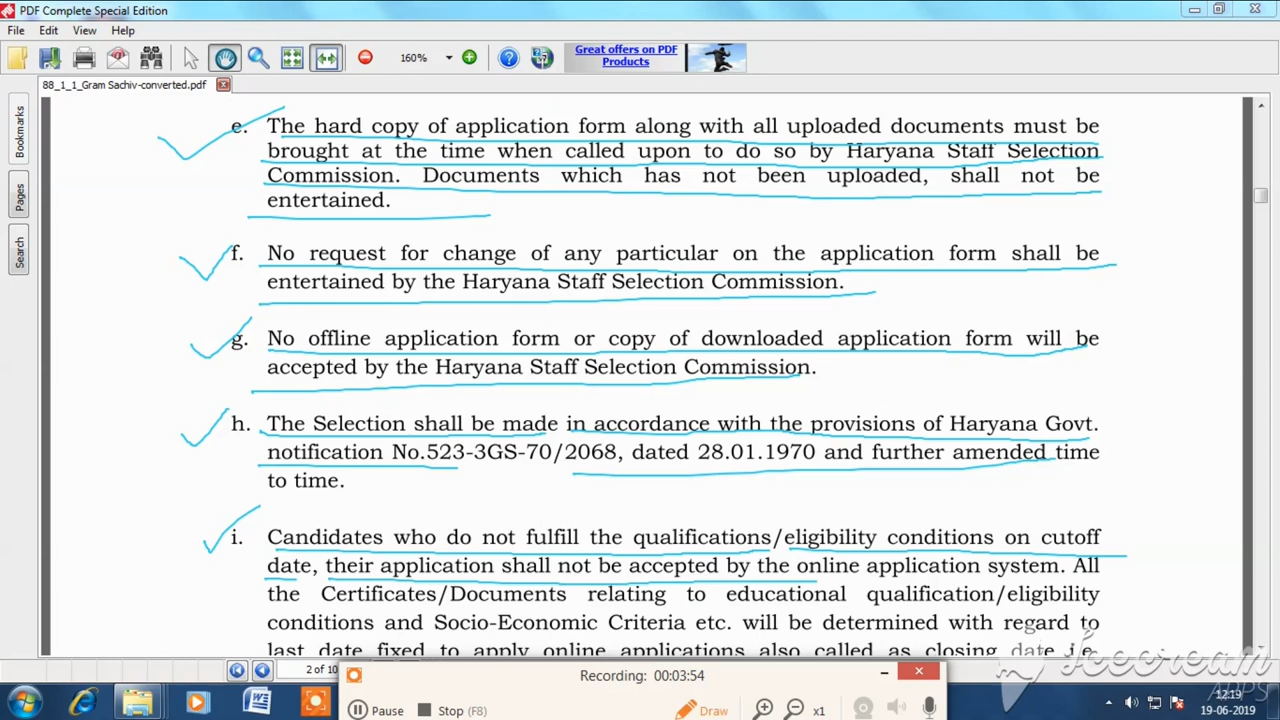 PDF Complete Special Edition
File Edit View Help
160%
Great offers on PDF
Products
88_1_1_Gram Sachiv-converted.pdf
Bookmarks
Pages
Search
e. The hard copy of application form along with all uploaded documents must be
brought at the time when called upon to do so by Haryana Staff Selection
Commission. Documents which has not been uploaded, shall not be
entertained.
f. No request for change of any particular on the application form shall be
entertained by the Haryana Staff Selection Commission.
g. No offline application form or copy of downloaded application form will be
accepted by the Haryana Staff Selection Commission.
h. The Selection shall be made in accordance with the provisions of Haryana Govt.
notification No.523-3GS-70/2068, dated 28.01.1970 and further amended time
to time.
i. Candidates who do not fulfill the qualifications/eligibility conditions on cutoff
date, their application shall not be accepted by the online application system. All
the Certificates/Documents relating to educational qualification/eligibility
conditions and Socio-Economic Criteria etc. will be determined with regard to
last date fixed to apply online applications also called as closing date i.e.
2 of 10
Recording: 00:03:54
Pause Stop (F8) Draw x1
Icecream
APPS
12:19
19-06-2019